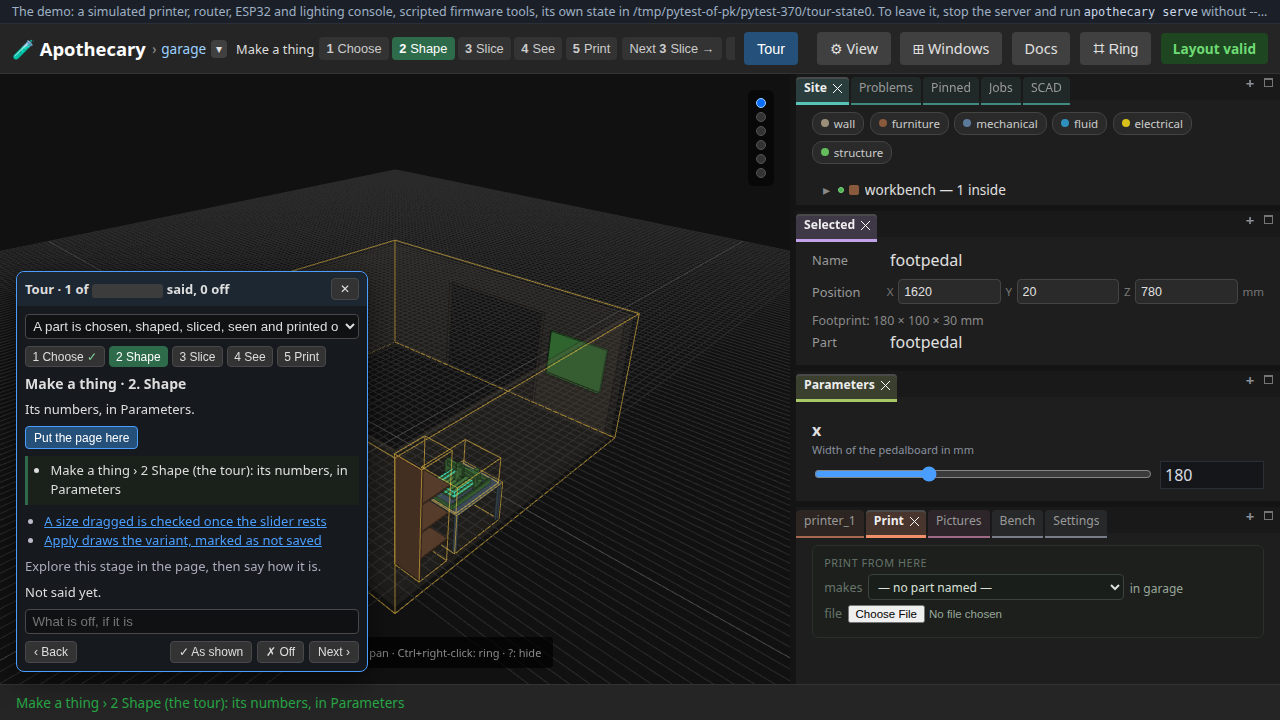 The demo: a simulated printer, router, ESP32 and lighting console, scripted firmware tools, its own state in /tmp/pytest-of-pk/pytest-370/tour-state0. To leave it, stop the server and run apothecary serve without --...
Apothecary › garage ▾ Make a thing 1 Choose 2 Shape 3 Slice 4 See 5 Print Next 3 Slice → Tour ⚙ View ⊞ Windows Docs ⌗ Ring Layout valid
Site Problems Pinned Jobs SCAD
wall furniture mechanical fluid electrical
structure
▸ workbench — 1 inside
Selected
Name footpedal
Position X 1620 Y 20 Z 780 mm
Footprint: 180 × 100 × 30 mm
Part footpedal
Parameters
x
Width of the pedalboard in mm
180
printer_1 Print Pictures Bench Settings
PRINT FROM HERE
makes — no part named — in garage
file Choose File No file chosen
Tour · 1 of said, 0 off
A part is chosen, shaped, sliced, seen and printed o
1 Choose ✓ 2 Shape 3 Slice 4 See 5 Print
Make a thing · 2. Shape
Its numbers, in Parameters.
Put the page here
Make a thing › 2 Shape (the tour): its numbers, in
Parameters
A size dragged is checked once the slider rests
Apply draws the variant, marked as not saved
Explore this stage in the page, then say how it is.
Not said yet.
What is off, if it is
‹ Back ✓ As shown ✗ Off Next ›
pan · Ctrl+right-click: ring · ?: hide
Make a thing › 2 Shape (the tour): its numbers, in Parameters